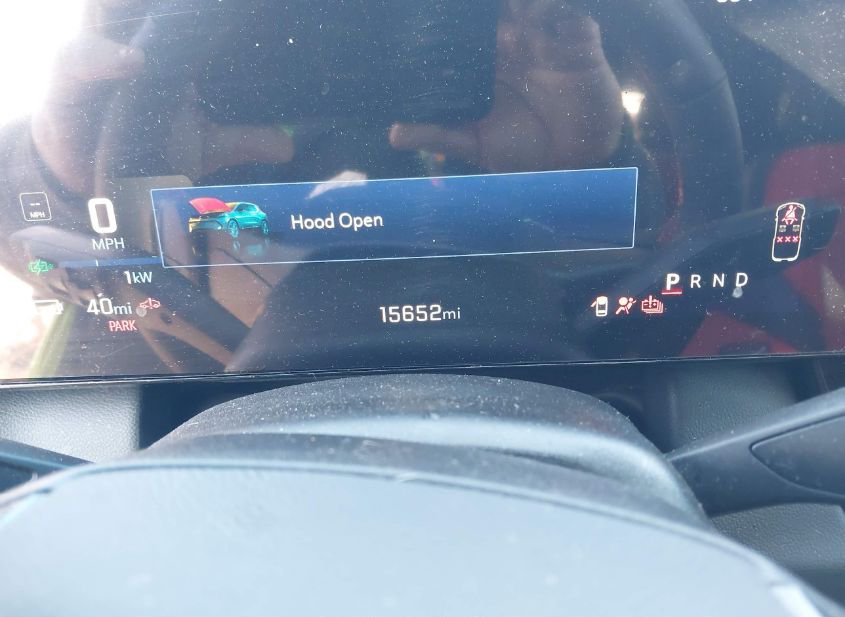 --
MPH
0
MPH
Hood Open
1kW
40mi
PARK
15652mi
P R N D